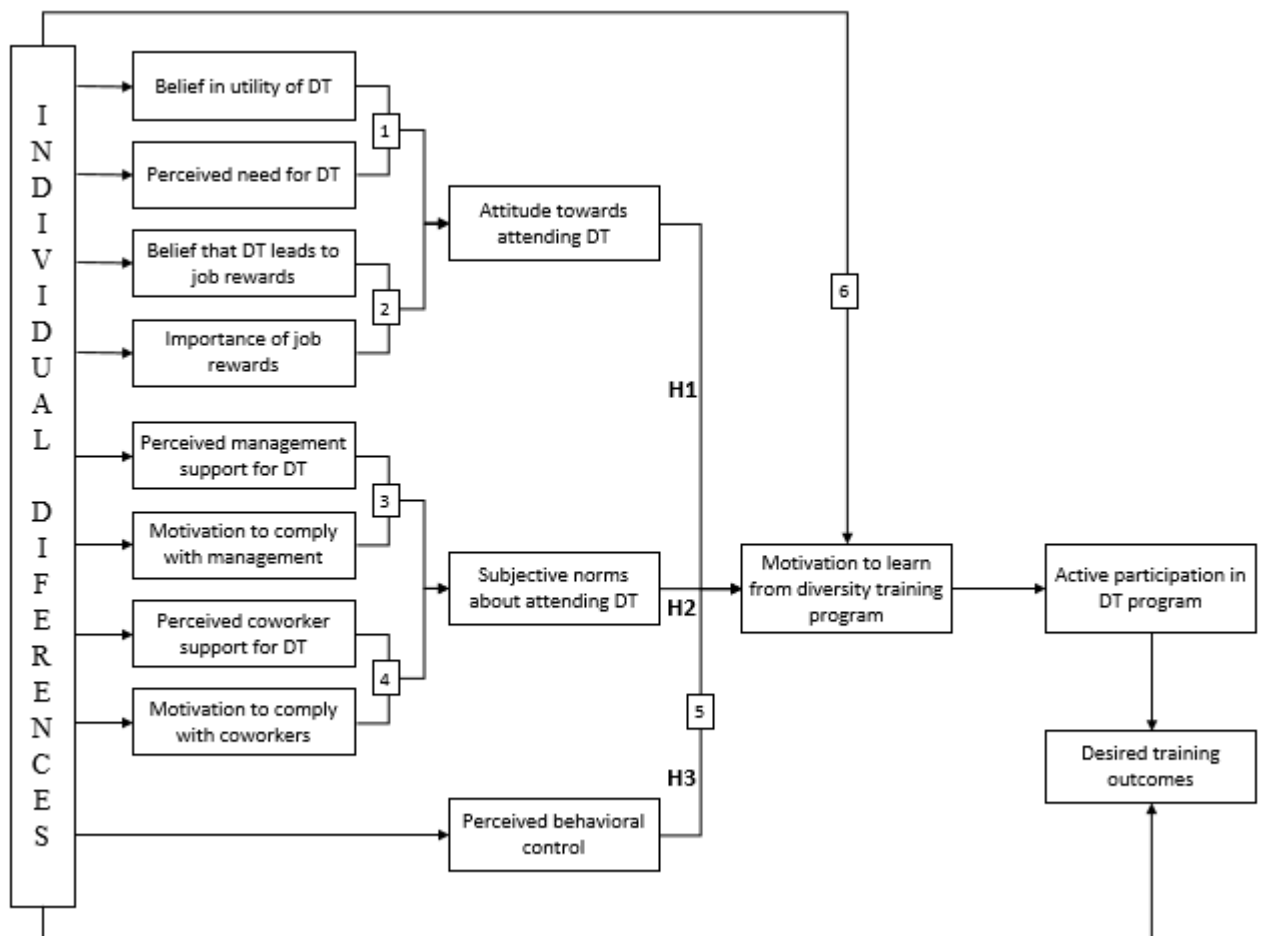 INDIVIDUAL DIFERENCES
Belief in utility of DT
1
Perceived need for DT
Belief that DT leads to
job rewards
2
Importance of job
rewards
Perceived management
support for DT
3
Motivation to comply
with management
Perceived coworker
support for DT
4
Motivation to comply
with coworkers
Attitude towards
attending DT
Subjective norms
about attending DT
Perceived behavioral
control
H1
H2
5
H3
6
Motivation to learn
from diversity training
program
Active participation in
DT program
Desired training
outcomes